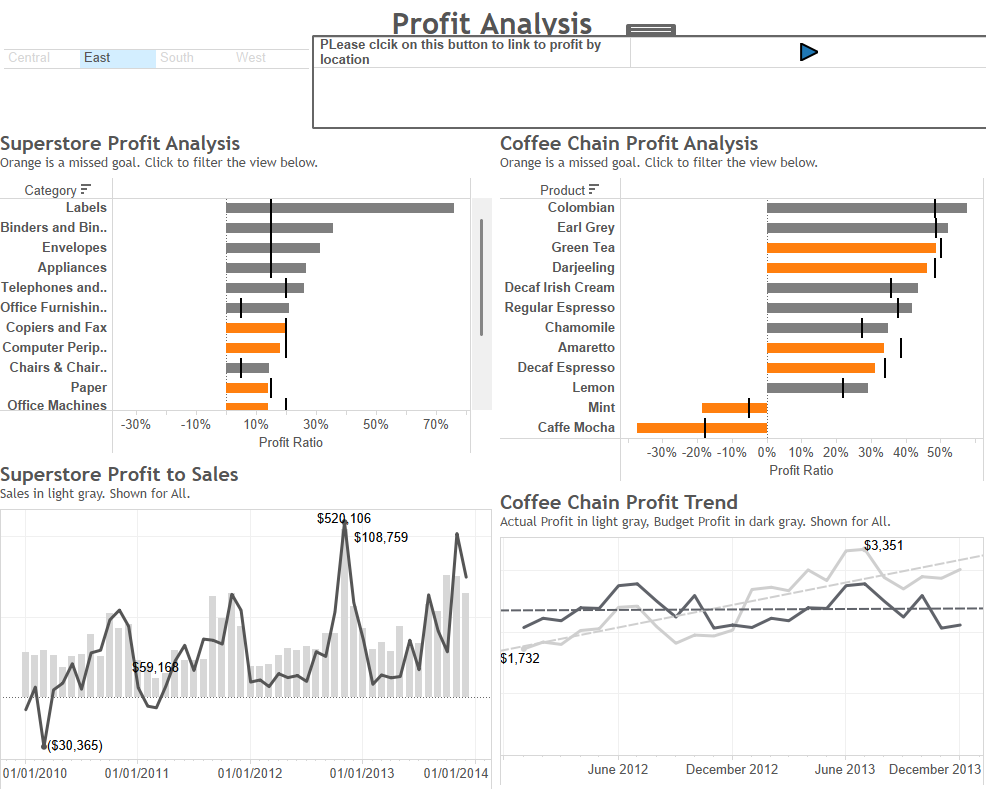 Profit Analysis
Central East South West
PLease clcik on this button to link to profit by
location
Superstore Profit Analysis
Orange is a missed goal. Click to filter the view below.
Category
Labels
Binders and Bin..
Envelopes
Appliances
Telephones and..
Office Furnishin..
Copiers and Fax
Computer Perip..
Chairs & Chair..
Paper
Office Machines
-30% -10% 10% 30% 50% 70%
Profit Ratio
Coffee Chain Profit Analysis
Orange is a missed goal. Click to filter the view below.
Product
Colombian
Earl Grey
Green Tea
Darjeeling
Decaf Irish Cream
Regular Espresso
Chamomile
Amaretto
Decaf Espresso
Lemon
Mint
Caffe Mocha
-30% -20% -10% 0% 10% 20% 30% 40% 50%
Profit Ratio
Superstore Profit to Sales
Sales in light gray. Shown for All.
$520,106
$108,759
$59,168
($30,365)
01/01/2010 01/01/2011 01/01/2012 01/01/2013 01/01/2014
Coffee Chain Profit Trend
Actual Profit in light gray, Budget Profit in dark gray. Shown for All.
$3,351
$1,732
June 2012 December 2012 June 2013 December 2013